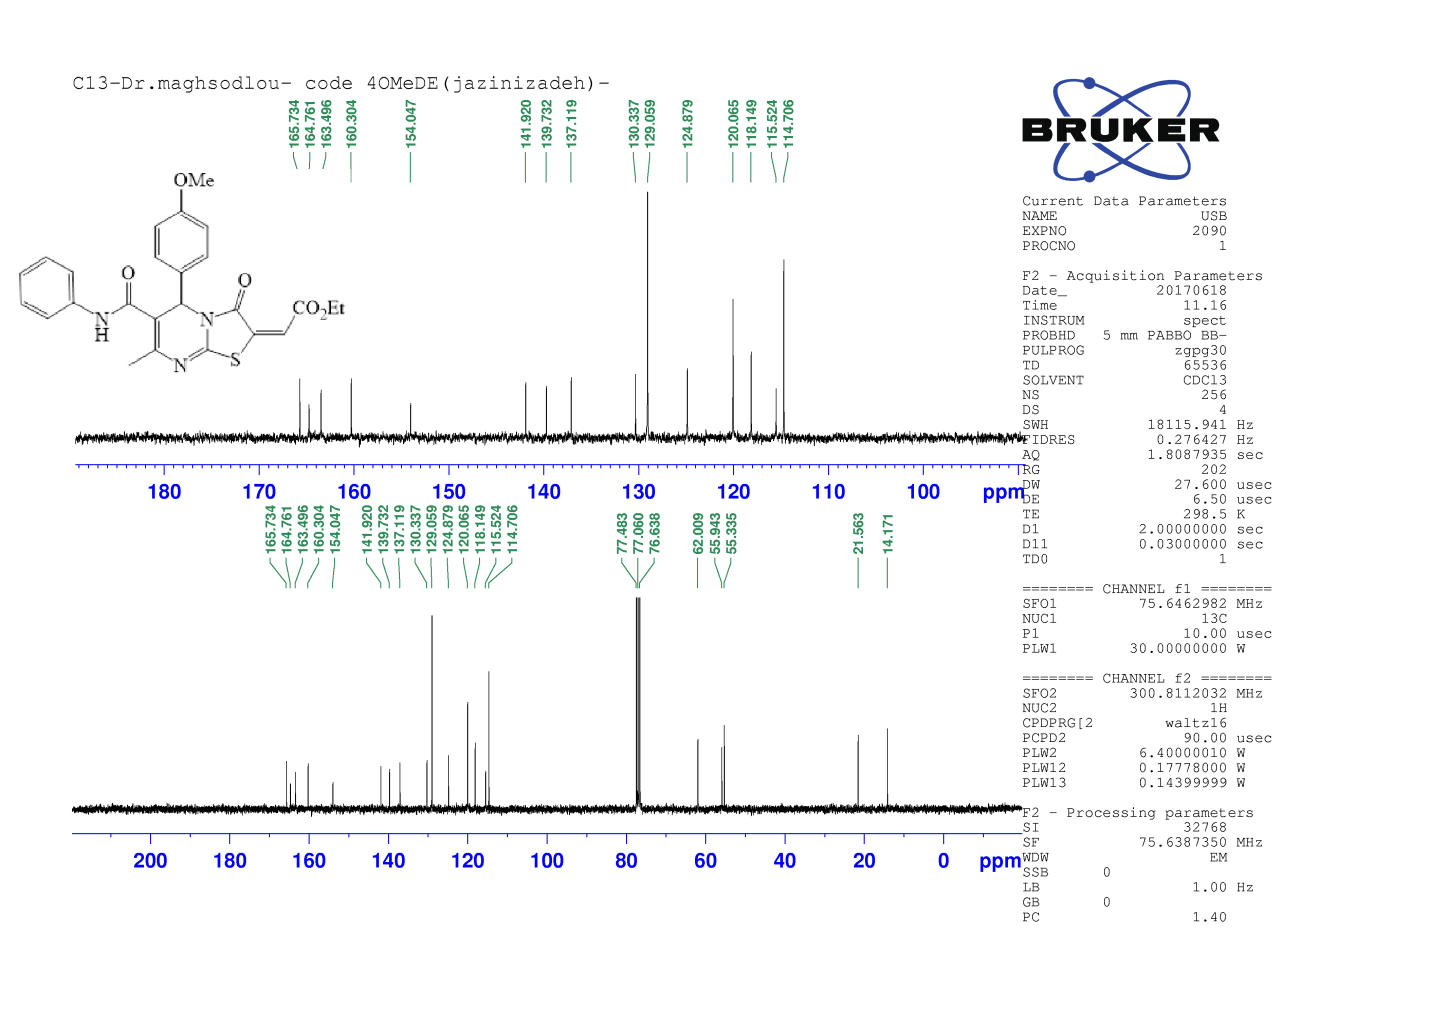 C13-Dr.maghsodlou- code 4OMeDE(jazinizadeh)-
165.734
164.761
163.496
160.304
154.047
141.920
139.732
137.119
130.337
129.059
124.879
120.065
118.149
115.524
114.706
OMe
O
O
N
H
N
CO2Et
N
S
180 170 160 150 140 130 120 110 100 ppm
165.734
164.761
163.496
160.304
154.047
141.920
139.732
137.119
130.337
129.059
124.879
120.065
118.149
115.524
114.706
77.483
77.060
76.638
62.009
55.943
55.335
21.563
14.171
200 180 160 140 120 100 80 60 40 20 0 ppm
BRUKER
Current Data Parameters
NAME USB
EXPNO 2090
PROCNO 1
F2 - Acquisition Parameters
Date_ 20170618
Time 11.16
INSTRUM spect
PROBHD 5 mm PABBO BB-
PULPROG zgpg30
TD 65536
SOLVENT CDCl3
NS 256
DS 4
SWH 18115.941 Hz
FIDRES 0.276427 Hz
AQ 1.8087935 sec
RG 202
DW 27.600 usec
DE 6.50 usec
TE 298.5 K
D1 2.00000000 sec
D11 0.03000000 sec
TD0 1
======== CHANNEL f1 ========
SFO1 75.6462982 MHz
NUC1 13C
P1 10.00 usec
PLW1 30.00000000 W
======== CHANNEL f2 ========
SFO2 300.8112032 MHz
NUC2 1H
CPDPRG[2 waltz16
PCPD2 90.00 usec
PLW2 6.40000010 W
PLW12 0.17778000 W
PLW13 0.14399999 W
F2 - Processing parameters
SI 32768
SF 75.6387350 MHz
WDW EM
SSB 0
LB 1.00 Hz
GB 0
PC 1.40